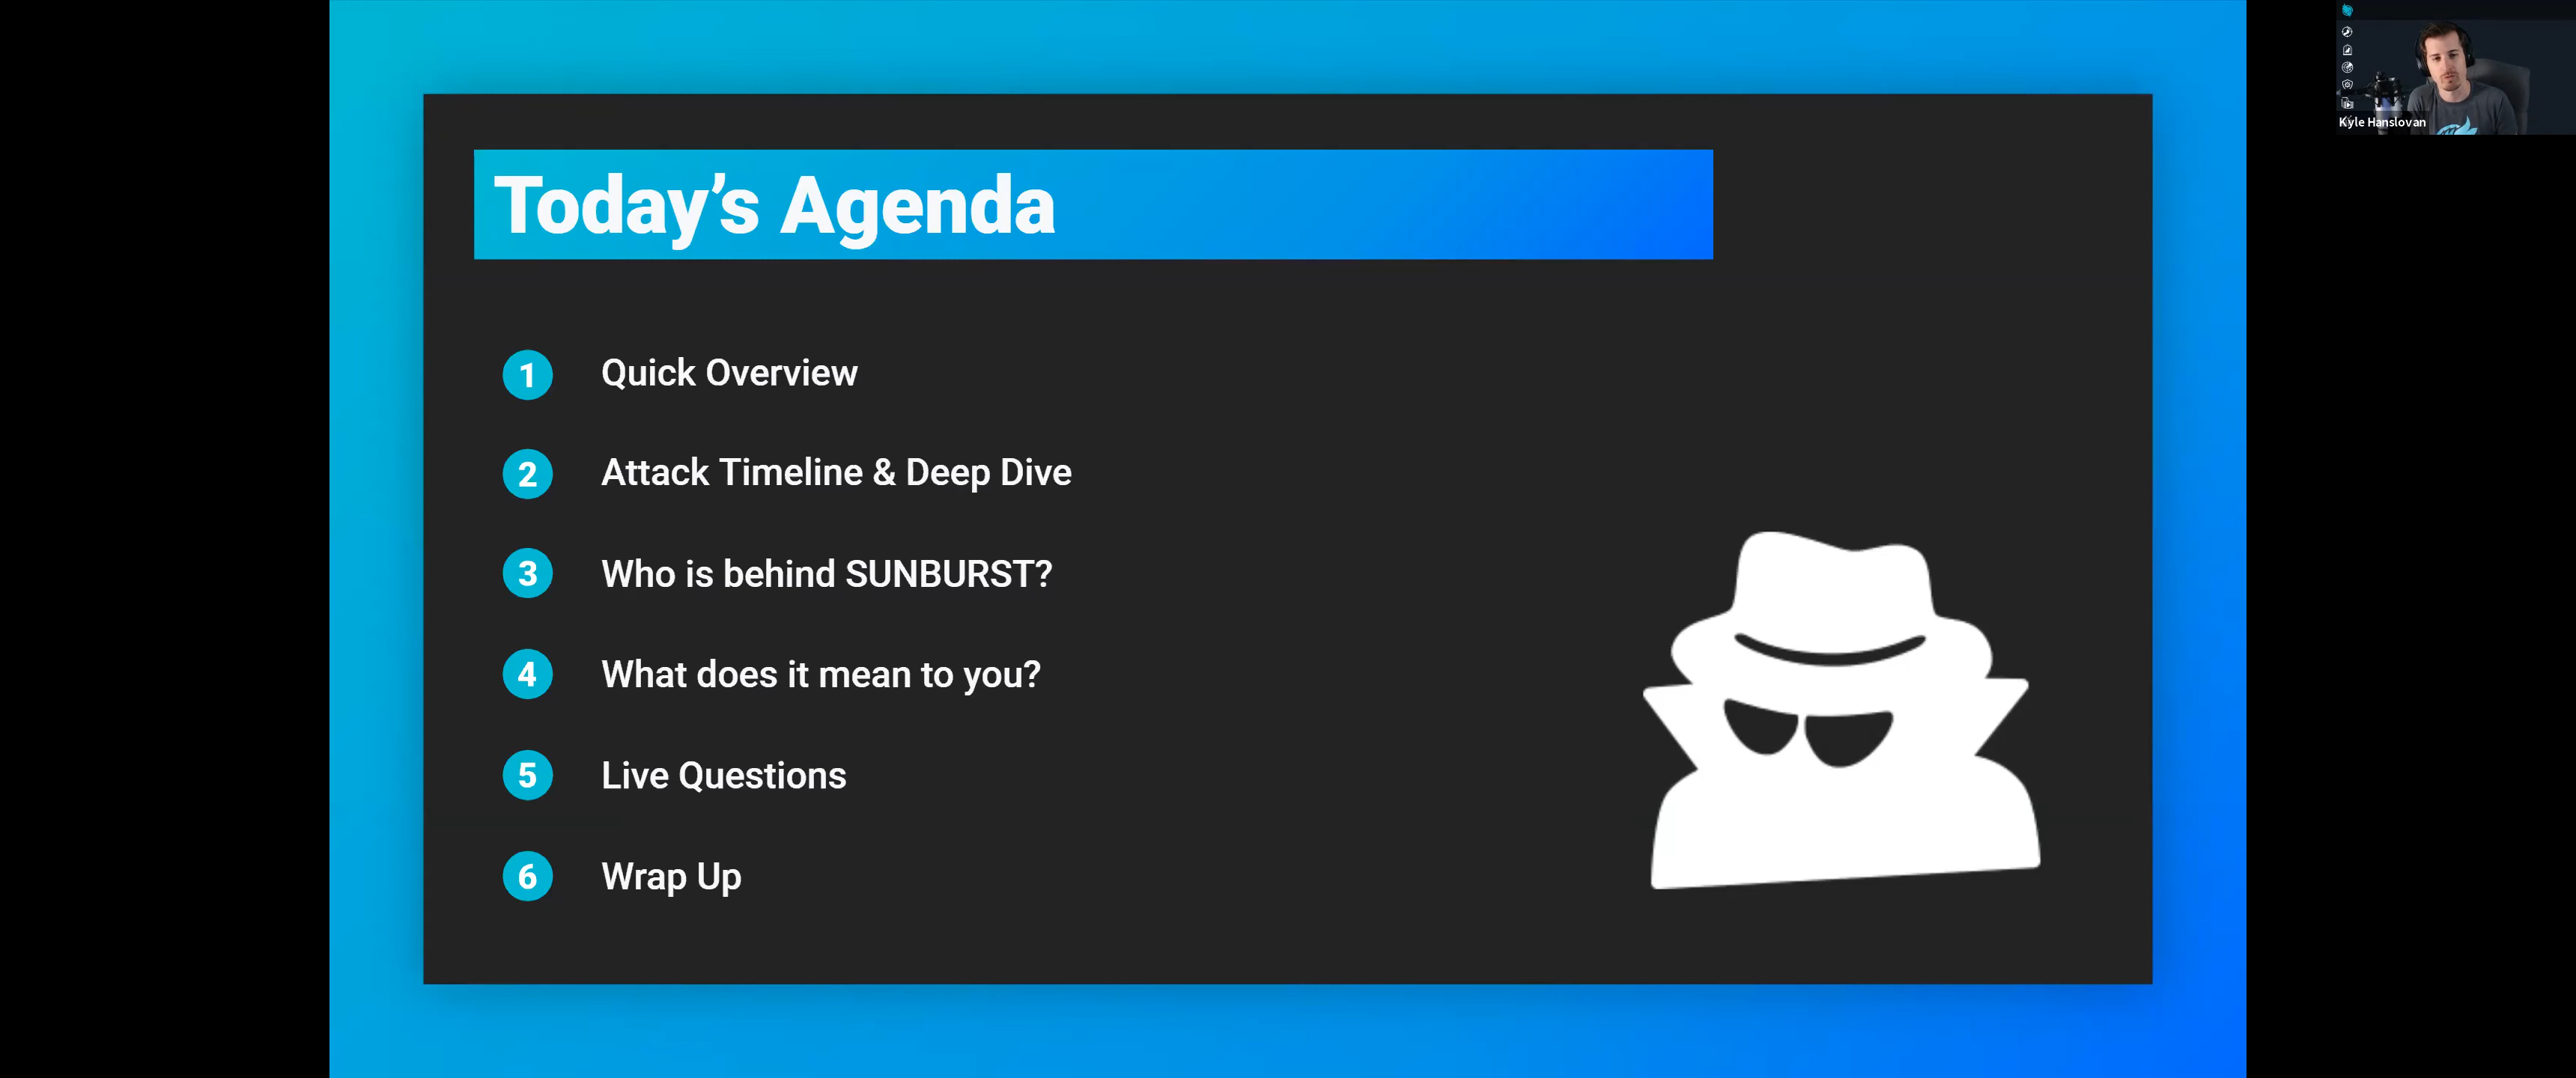 Today’s Agenda
1 Quick Overview
2 Attack Timeline & Deep Dive
3 Who is behind SUNBURST?
4 What does it mean to you?
5 Live Questions
6 Wrap Up
Kyle Hanslovan